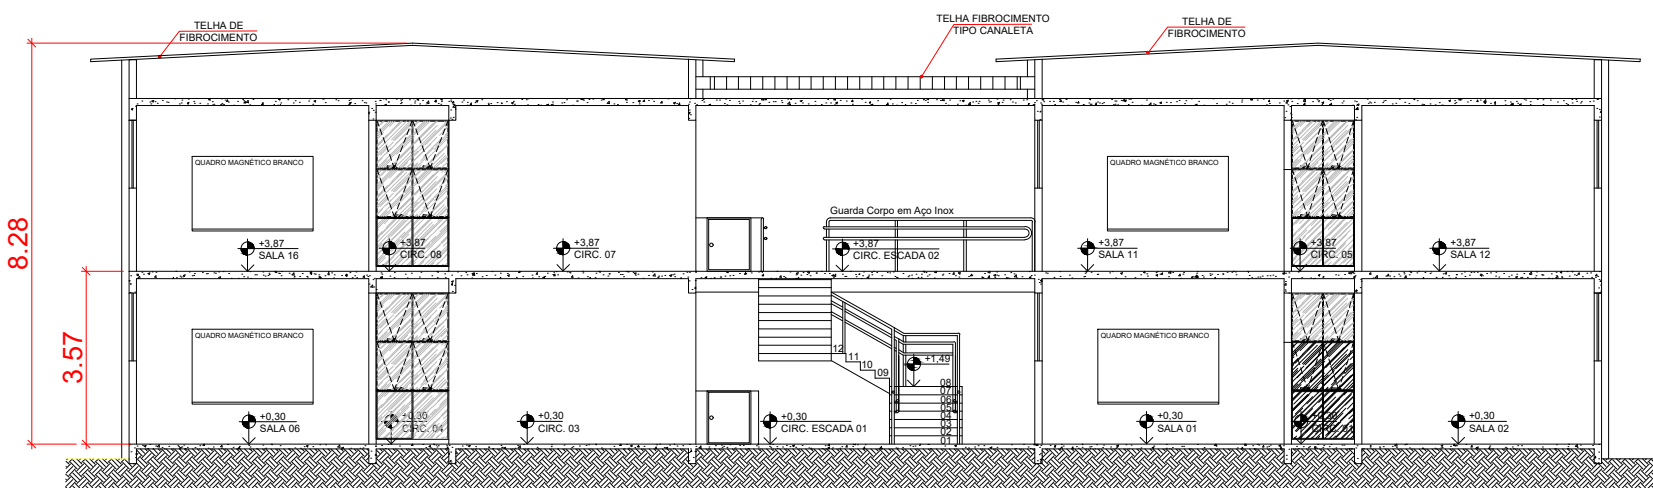 TELHA DE
FIBROCIMENTO
TELHA FIBROCIMENTO
TIPO CANALETA
TELHA DE
FIBROCIMENTO
8.28
3.57
QUADRO MAGNÉTICO BRANCO
QUADRO MAGNÉTICO BRANCO
Guarda Corpo em Aço Inox
+3,87
SALA 16
+3,87
CIRC. 08
+3,87
CIRC. 07
+3,87
CIRC. ESCADA 02
+3,87
SALA 11
+3,87
CIRC. 05
+3,87
SALA 12
QUADRO MAGNÉTICO BRANCO
QUADRO MAGNÉTICO BRANCO
12
11
10
09
+1,49
08
07
06
05
04
03
02
01
+0,30
SALA 06
+0,30
CIRC. 04
+0,30
CIRC. 03
+0,30
CIRC. ESCADA 01
+0,30
SALA 01
+0,30
SALA 02